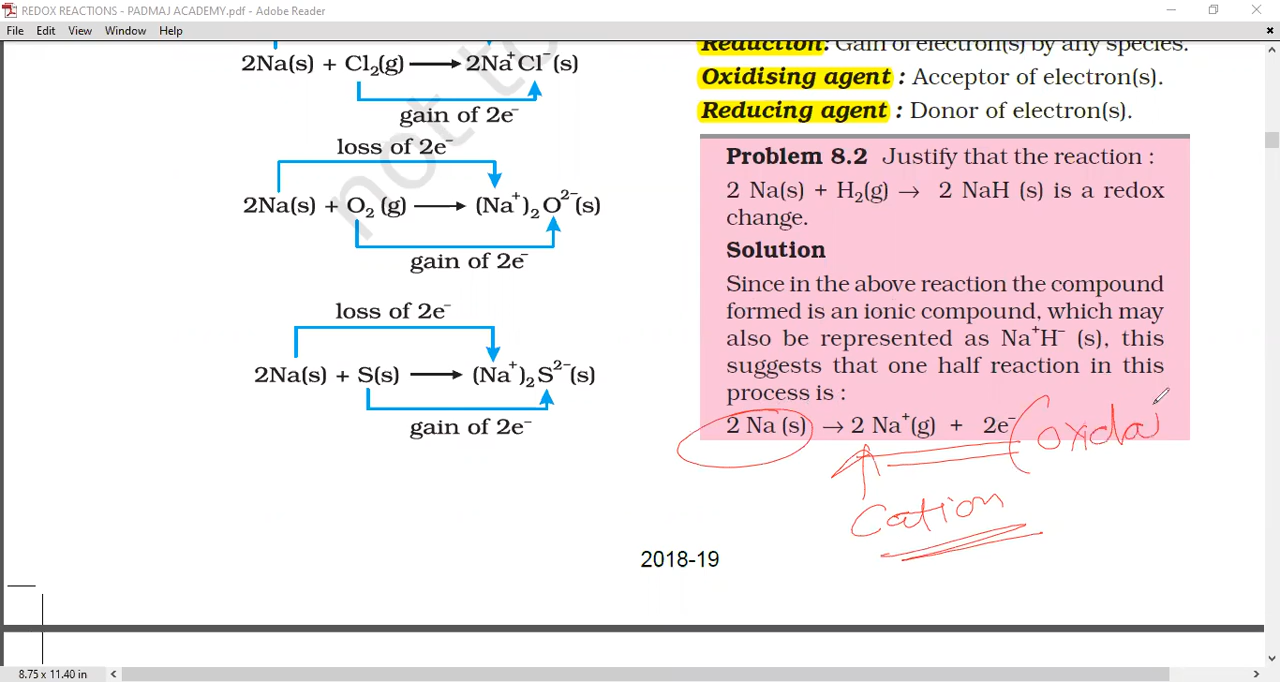 REDOX REACTIONS - PADMAJ ACADEMY.pdf - Adobe Reader
File Edit View Window Help
2Na(s) + Cl₂(g) ⟶ 2Na⁺Cl⁻ (s)
gain of 2e⁻
loss of 2e⁻
2Na(s) + O₂ (g) ⟶ (Na⁺)₂O²⁻(s)
gain of 2e⁻
loss of 2e⁻
2Na(s) + S(s) ⟶ (Na⁺)₂S²⁻(s)
gain of 2e⁻
not to
Reduction: Gain of electron(s) by any species.
Oxidising agent : Acceptor of electron(s).
Reducing agent : Donor of electron(s).
Problem 8.2 Justify that the reaction :
2 Na(s) + H₂(g) → 2 NaH (s) is a redox
change.
Solution
Since in the above reaction the compound
formed is an ionic compound, which may
also be represented as Na⁺H⁻ (s), this
suggests that one half reaction in this
process is :
2 Na (s) → 2 Na⁺(g) + 2e⁻
(oxidai
Cation
2018-19
8.75 x 11.40 in